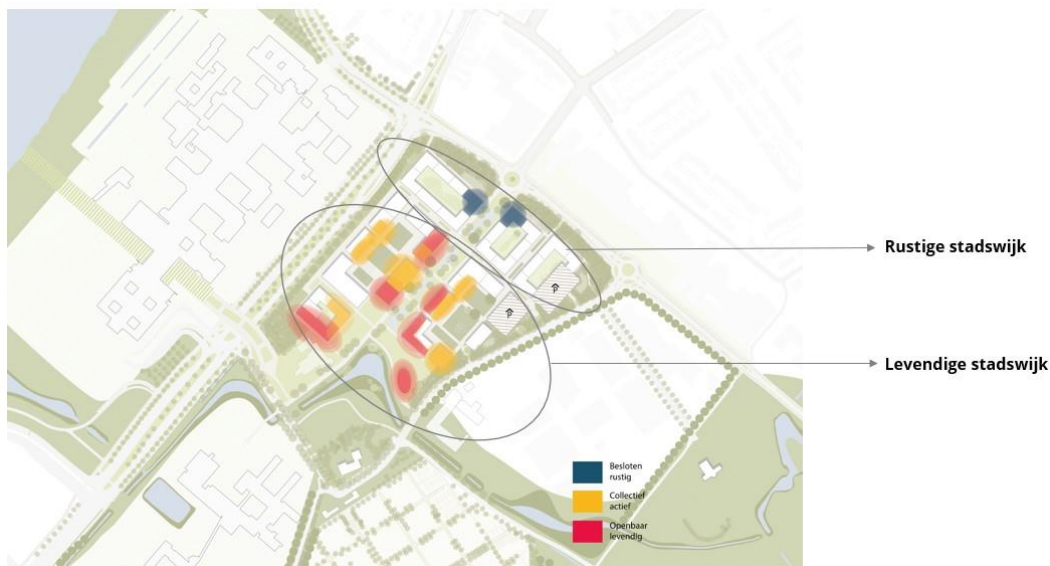 Rustige stadswijk
Levendige stadswijk
Besloten
rustig
Collectief
actief
Openbaar
levendig